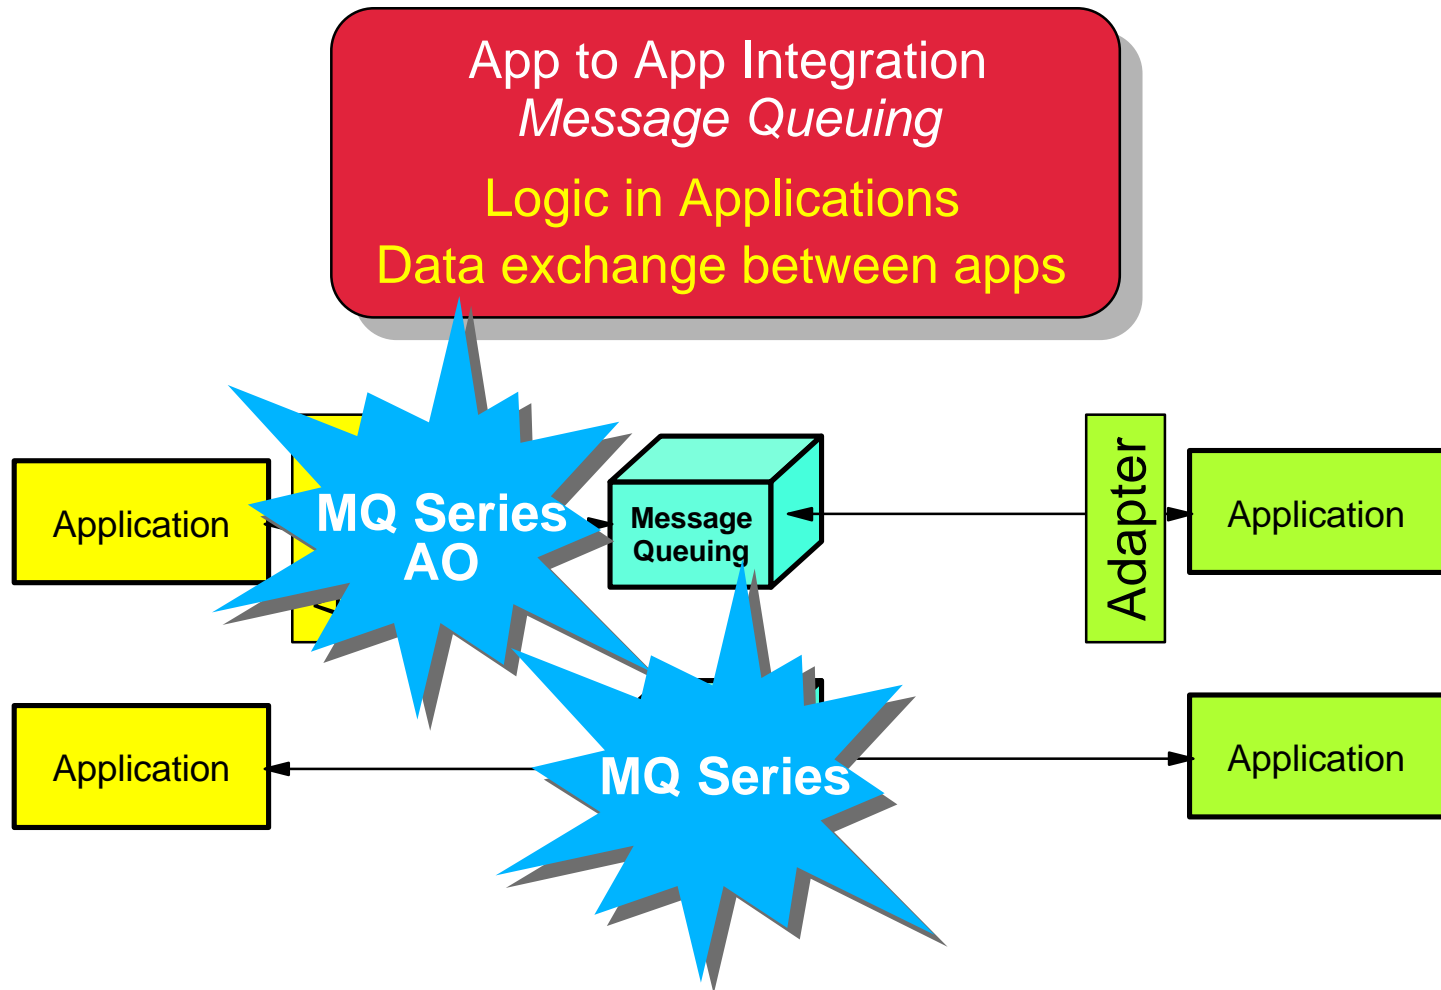 App to App Integration
Message Queuing
Logic in Applications
Data exchange between apps
Application
MQ Series
AO
Message
Queuing
Adapter
Application
Application
MQ Series
Application